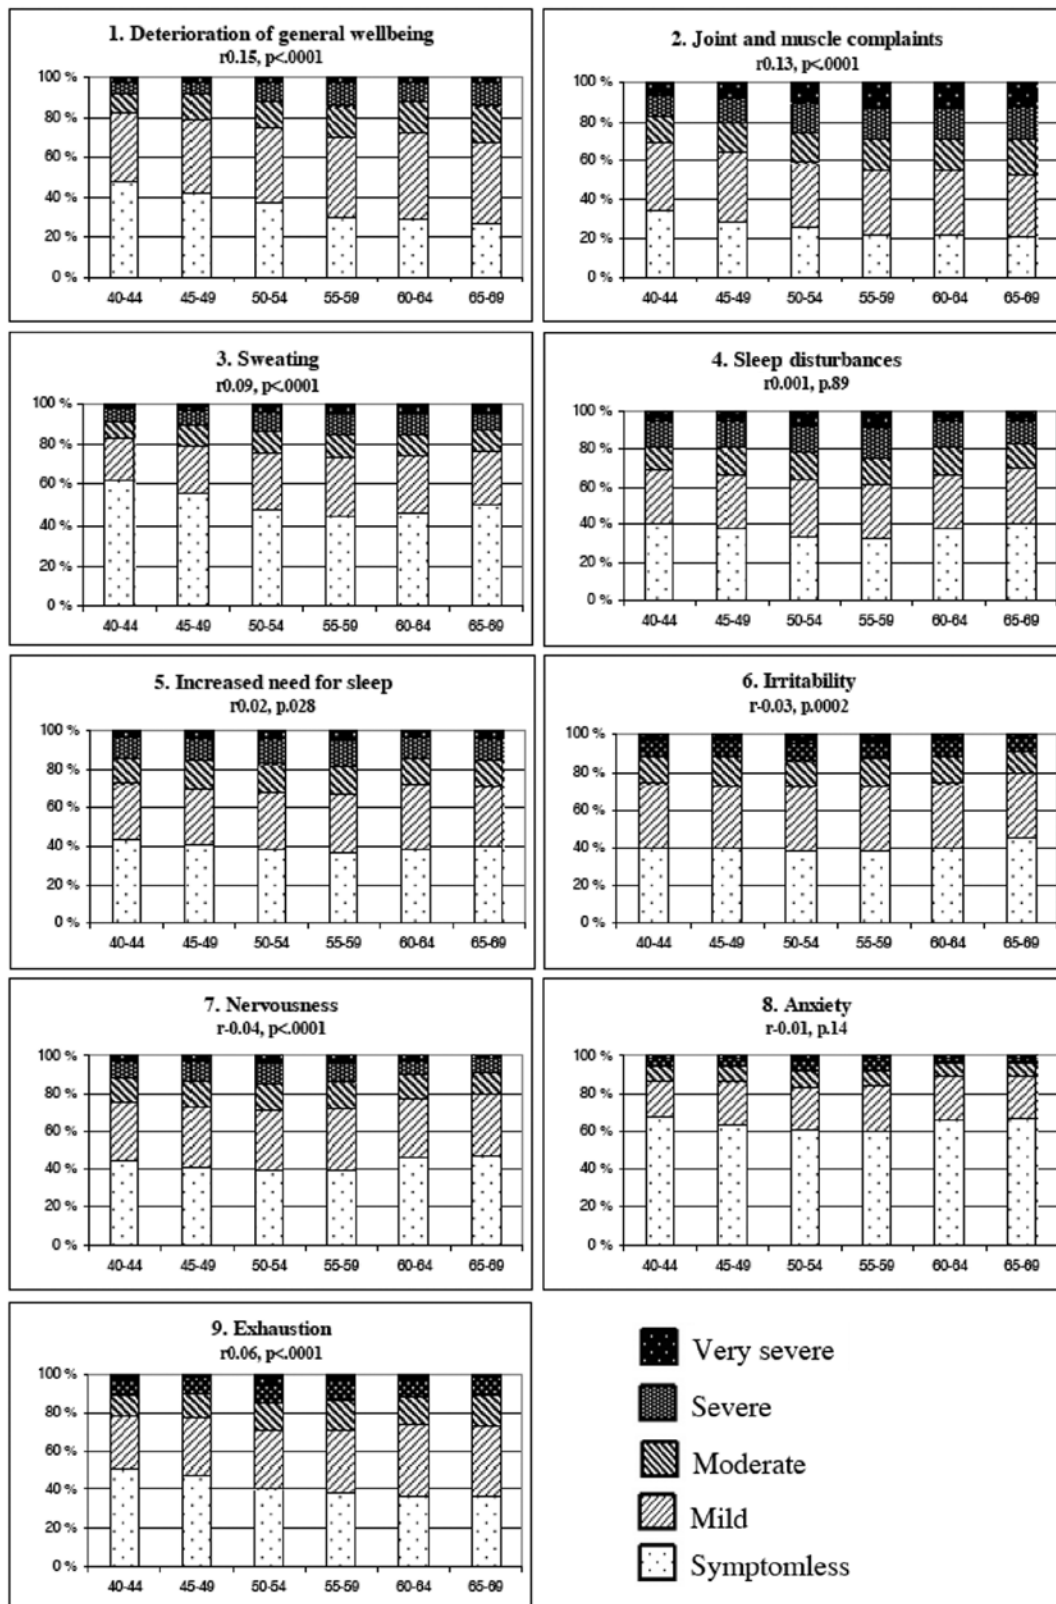 1. Deterioration of general wellbeing
r0.15, p<.0001
100 %
80 %
60 %
40 %
20 %
0 %
40-44 45-49 50-54 55-59 60-64 65-69
2. Joint and muscle complaints
r0.13, p<.0001
100 %
80 %
60 %
40 %
20 %
0 %
40-44 45-49 50-54 55-59 60-64 65-69
3. Sweating
r0.09, p<.0001
100 %
80 %
60 %
40 %
20 %
0 %
40-44 45-49 50-54 55-59 60-64 65-69
4. Sleep disturbances
r0.001, p.89
100 %
80 %
60 %
40 %
20 %
0 %
40-44 45-49 50-54 55-59 60-64 65-69
5. Increased need for sleep
r0.02, p.028
100 %
80 %
60 %
40 %
20 %
0 %
40-44 45-49 50-54 55-59 60-64 65-69
6. Irritability
r-0.03, p.0002
100 %
80 %
60 %
40 %
20 %
0 %
40-44 45-49 50-54 55-59 60-64 65-69
7. Nervousness
r-0.04, p<.0001
100 %
80 %
60 %
40 %
20 %
0 %
40-44 45-49 50-54 55-59 60-64 65-69
8. Anxiety
r-0.01, p.14
100 %
80 %
60 %
40 %
20 %
0 %
40-44 45-49 50-54 55-59 60-64 65-69
9. Exhaustion
r0.06, p<.0001
100 %
80 %
60 %
40 %
20 %
0 %
40-44 45-49 50-54 55-59 60-64 65-69
Very severe
Severe
Moderate
Mild
Symptomless